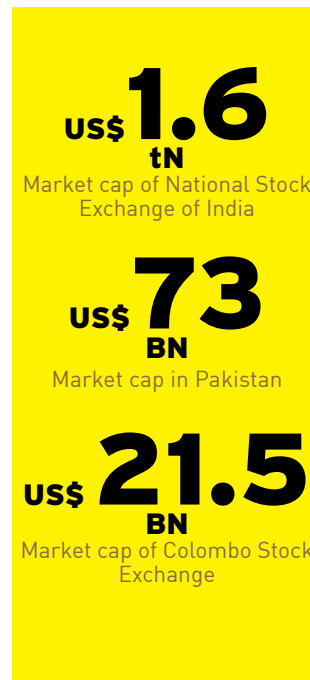 US$ 1.6
tN
Market cap of National Stock
Exchange of India
US$ 73
BN
Market cap in Pakistan
US$ 21.5
BN
Market cap of Colombo Stock
Exchange